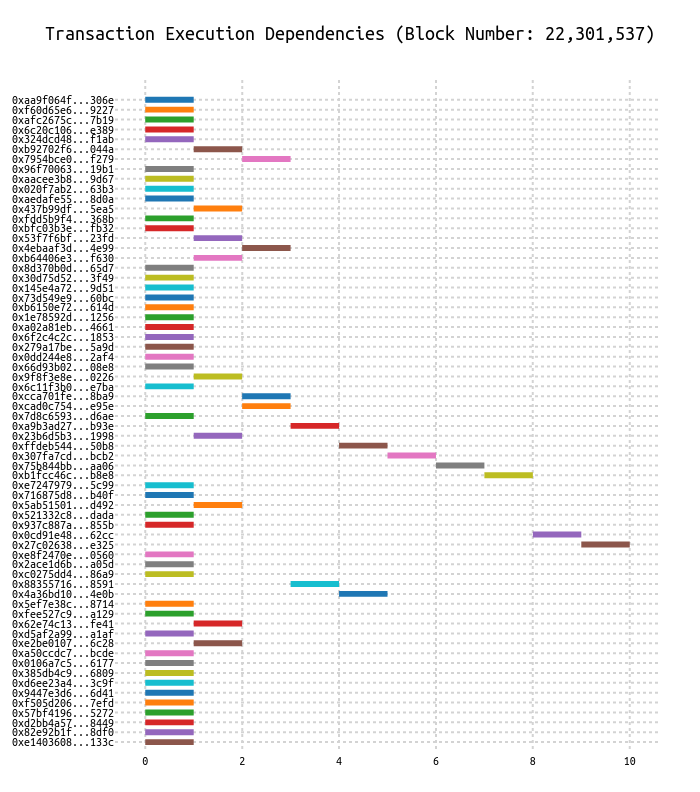 Transaction Execution Dependencies (Block Number: 22,301,537)
0xaa9f064f...306e
0xf60d65e6...9227
0xafc2675c...7b19
0x6c20c106...e389
0x324dcd48...f1ab
0xb92702f6...044a
0x7954bce0...f279
0x96f70063...19b1
0xaacee3b8...9d67
0x020f7ab2...63b3
0xaedafe55...8d0a
0x437b99df...5ea5
0xfdd5b9f4...368b
0xbfc03b3e...fb32
0x53f7f6bf...23fd
0x4ebaaf3d...4e99
0xb64406e3...f630
0x8d370b0d...65d7
0x30d75d52...3f49
0x145e4a72...9d51
0x73d549e9...60bc
0xb6150e72...614d
0x1e78592d...1256
0xa02a81eb...4661
0x6f2c4c2c...1853
0x279a17be...5a9d
0x0dd244e8...2af4
0x66d93b02...08e8
0x9f8f3e8e...0226
0x6c11f3b0...e7ba
0xcca701fe...8ba9
0xcad0c754...e95e
0x7d8c6593...d6ae
0xa9b3ad27...b93e
0x23b6d5b3...1998
0xffdeb544...50b8
0x307fa7cd...bcb2
0x75b844bb...aa06
0xb1fcc46c...b8e8
0xe7247979...5c99
0x716875d8...b40f
0x5ab51501...d492
0x521332c8...dada
0x937c887a...855b
0x0cd91e48...62cc
0x27c02638...e325
0xe8f2470e...0560
0x2ace1d6b...a05d
0xc0275dd4...86a9
0x88355716...8591
0x4a36bd10...4e0b
0x5ef7e38c...8714
0xfee527c9...a129
0x62e74c13...fe41
0xd5af2a99...a1af
0xe2be0107...6c28
0xa50ccdc7...bcde
0x0106a7c5...6177
0x385db4c9...6809
0xd6ee23a4...3c9f
0x9447e3d6...6d41
0xf505d206...7efd
0x57bf4196...5272
0xd2bb4a57...8449
0x82e92b1f...8df0
0xe1403608...133c
0 2 4 6 8 10